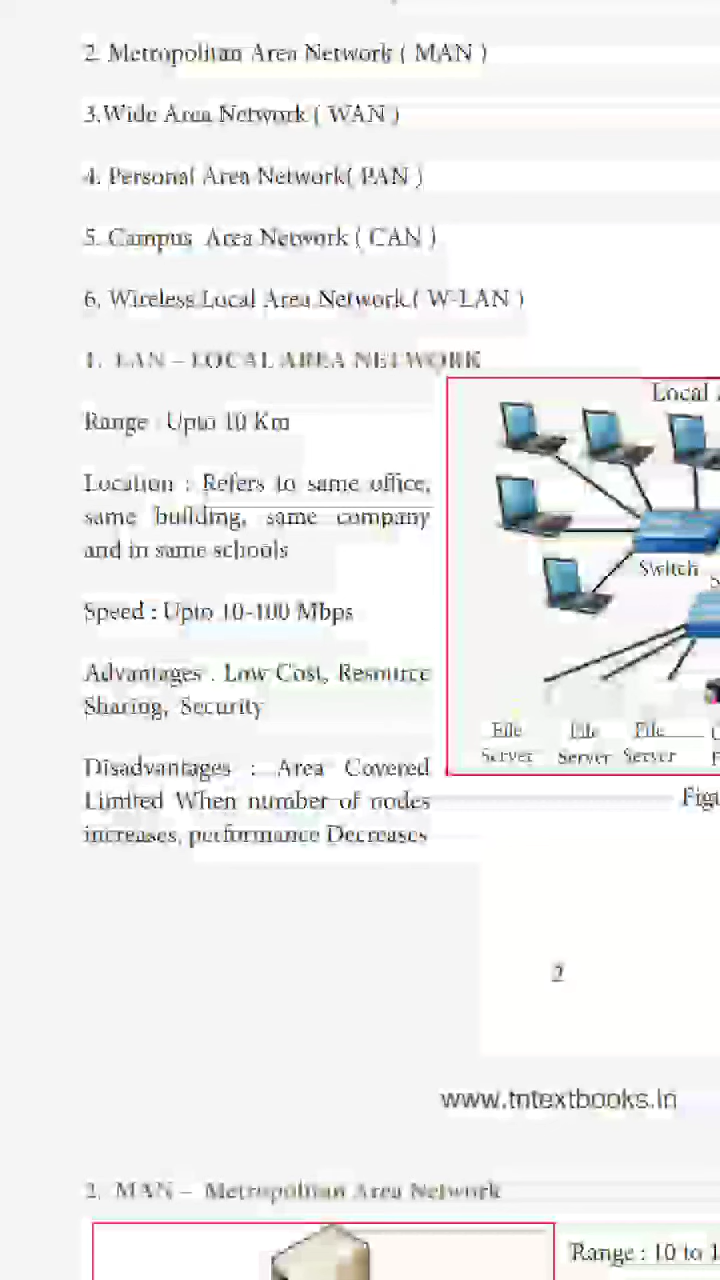 2. Metropolitan Area Network ( MAN )
3.Wide Area Network ( WAN )
4. Personal Area Network( PAN )
5. Campus Area Network ( CAN )
6. Wireless Local Area Network.( W-LAN )
1. LAN – LOCAL AREA NETWORK
Range : Upto 10 Km
Location : Refers to same office,
same building, same company
and in same schools
Speed : Upto 10-100 Mbps
Advantages : Low Cost, Resource
Sharing, Security
Disadvantages : Area Covered
Limited When number of nodes
increases, performance Decreases
Local
Switch
File File File
Server Server Server
2
www.tntextbooks.in
2. MAN – Metropolitan Area Network
Range : 10 to